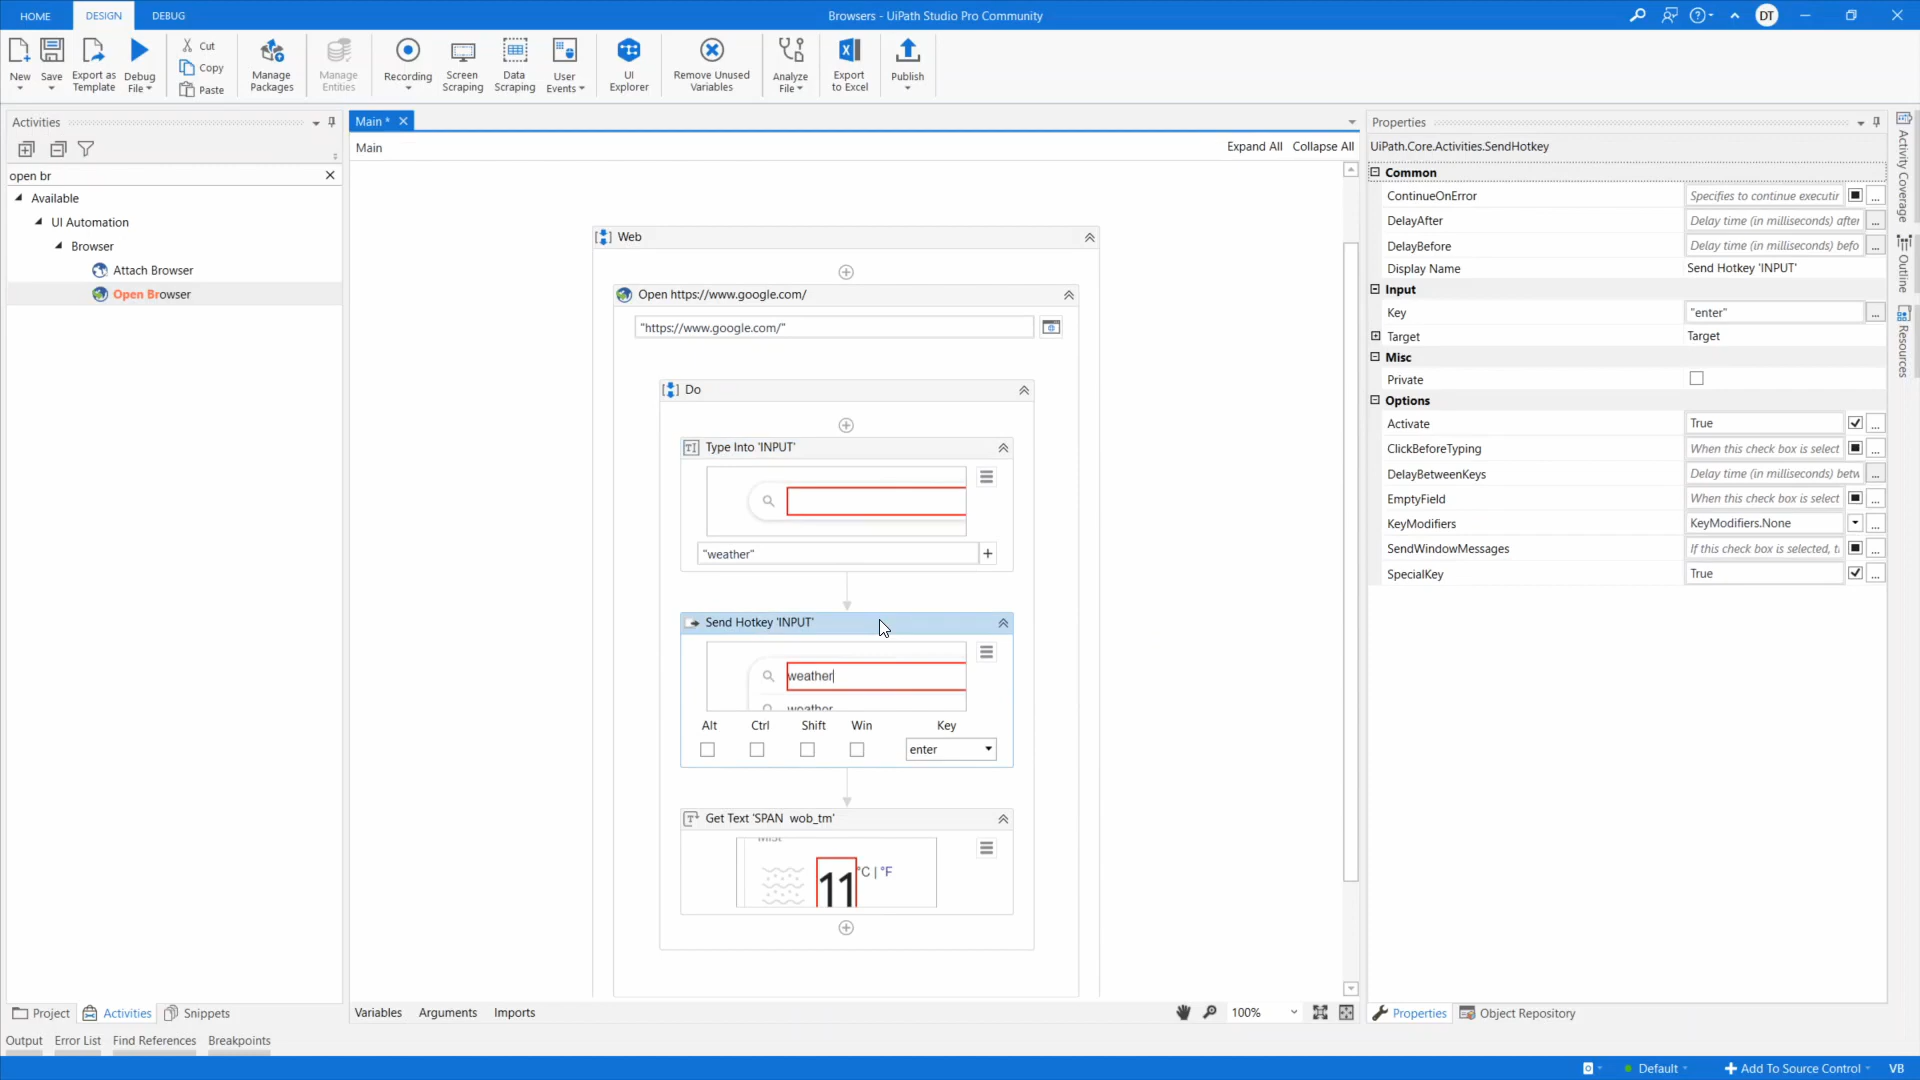 HOME DESIGN DEBUG Browsers - UiPath Studio Pro Community DT
New Save Export as Template Debug File Cut Copy Paste Manage Packages Manage Entities Recording Screen Scraping Data Scraping User Events UI Explorer Remove Unused Variables Analyze File Export to Excel Publish
Activities
open br
Available
UI Automation
Browser
Attach Browser
Open Browser
Main *
Main Expand All Collapse All
Web
Open https://www.google.com/
"https://www.google.com/"
Do
Type Into 'INPUT'
"weather"
Send Hotkey 'INPUT'
weather
weather
Alt Ctrl Shift Win Key
enter
Get Text 'SPAN wob_tm'
Mist
11 °C | °F
Properties
UiPath.Core.Activities.SendHotkey
Common
ContinueOnError Specifies to continue executin
DelayAfter Delay time (in milliseconds) after
DelayBefore Delay time (in milliseconds) befo
Display Name Send Hotkey 'INPUT'
Input
Key "enter"
Target Target
Misc
Private
Options
Activate True
ClickBeforeTyping When this check box is select
DelayBetweenKeys Delay time (in milliseconds) betw
EmptyField When this check box is select
KeyModifiers KeyModifiers.None
SendWindowMessages If this check box is selected, t
SpecialKey True
Activity Coverage
Outline
Resources
Project Activities Snippets
Variables Arguments Imports 100%
Properties Object Repository
Output Error List Find References Breakpoints
Default Add To Source Control VB